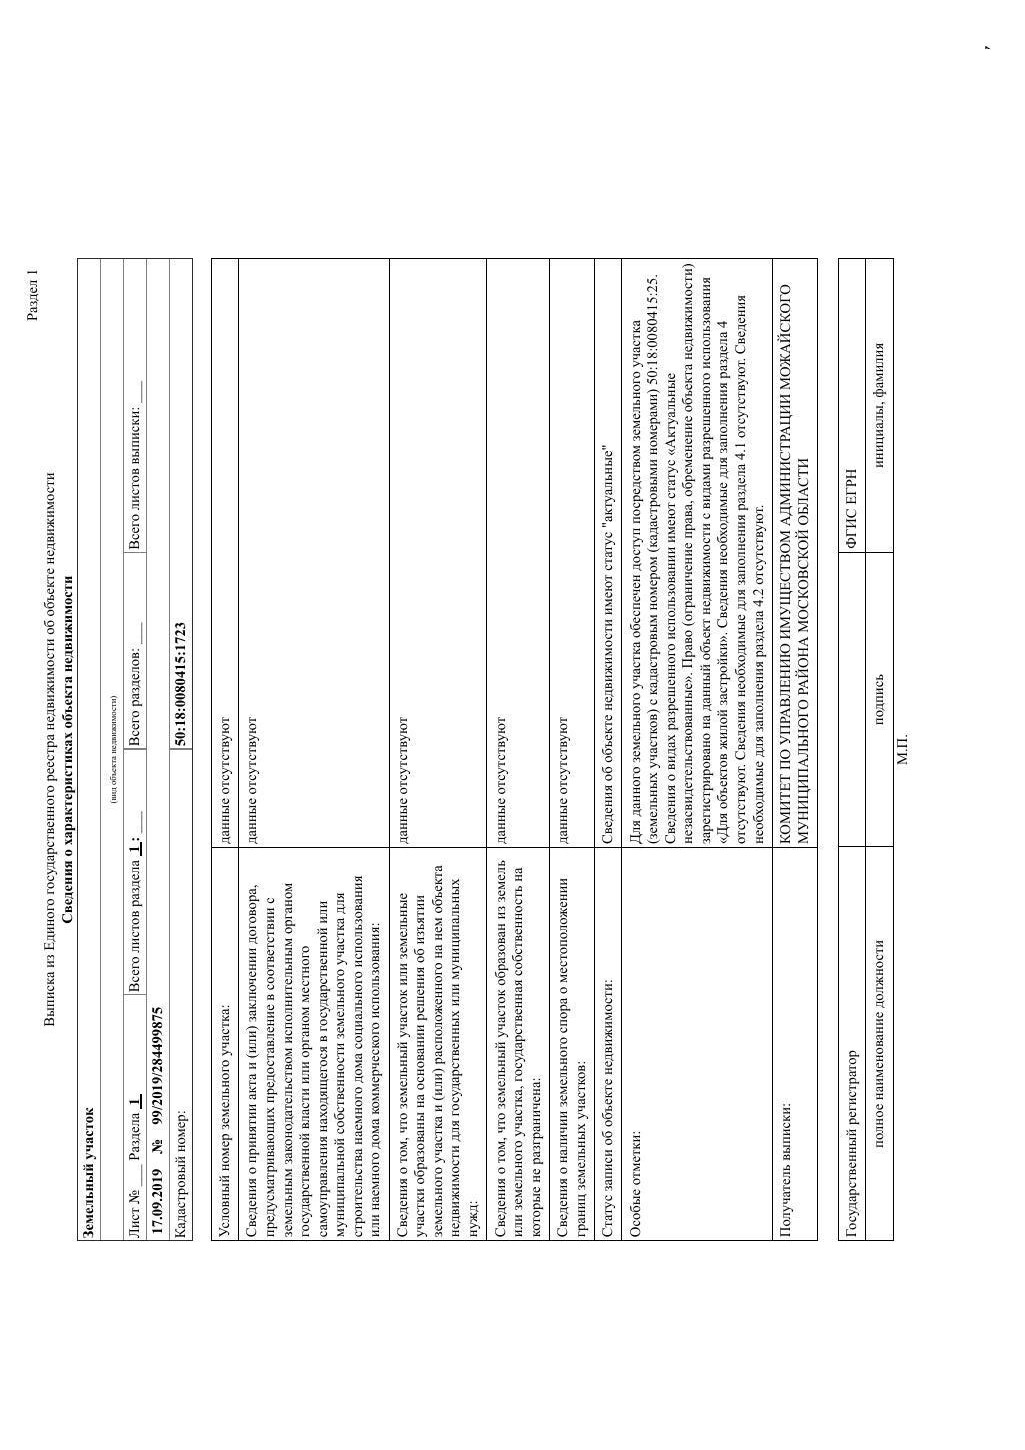 Раздел 1
Выписка из Единого государственного реестра недвижимости об объекте недвижимости
Сведения о характеристиках объекта недвижимости
Земельный участок
(вид объекта недвижимости)
Лист № ___ Раздела 1 Всего листов раздела 1 : ___ Всего разделов: ___ Всего листов выписки: ___
17.09.2019 № 99/2019/284499875
Кадастровый номер: 50:18:0080415:1723
Условный номер земельного участка: данные отсутствуют
Сведения о принятии акта и (или) заключении договора, данные отсутствуют
предусматривающих предоставление в соответствии с
земельным законодательством исполнительным органом
государственной власти или органом местного
самоуправления находящегося в государственной или
муниципальной собственности земельного участка для
строительства наемного дома социального использования
или наемного дома коммерческого использования:
Сведения о том, что земельный участок или земельные данные отсутствуют
участки образованы на основании решения об изъятии
земельного участка и (или) расположенного на нем объекта
недвижимости для государственных или муниципальных
нужд:
Сведения о том, что земельный участок образован из земель данные отсутствуют
или земельного участка, государственная собственность на
которые не разграничена:
Сведения о наличии земельного спора о местоположении данные отсутствуют
границ земельных участков:
Статус записи об объекте недвижимости: Сведения об объекте недвижимости имеют статус "актуальные"
Особые отметки: Для данного земельного участка обеспечен доступ посредством земельного участка
(земельных участков) с кадастровым номером (кадастровыми номерами) 50:18:0080415:25.
Сведения о видах разрешенного использовании имеют статус «Актуальные
незасвидетельствованные». Право (ограничение права, обременение объекта недвижимости)
зарегистрировано на данный объект недвижимости с видами разрешенного использования
«Для объектов жилой застройки». Сведения необходимые для заполнения раздела 4
отсутствуют. Сведения необходимые для заполнения раздела 4.1 отсутствуют. Сведения
необходимые для заполнения раздела 4.2 отсутствуют.
Получатель выписки: КОМИТЕТ ПО УПРАВЛЕНИЮ ИМУЩЕСТВОМ АДМИНИСТРАЦИИ МОЖАЙСКОГО
МУНИЦИПАЛЬНОГО РАЙОНА МОСКОВСКОЙ ОБЛАСТИ
Государственный регистратор ФГИС ЕГРН
полное наименование должности подпись инициалы, фамилия
М.П.